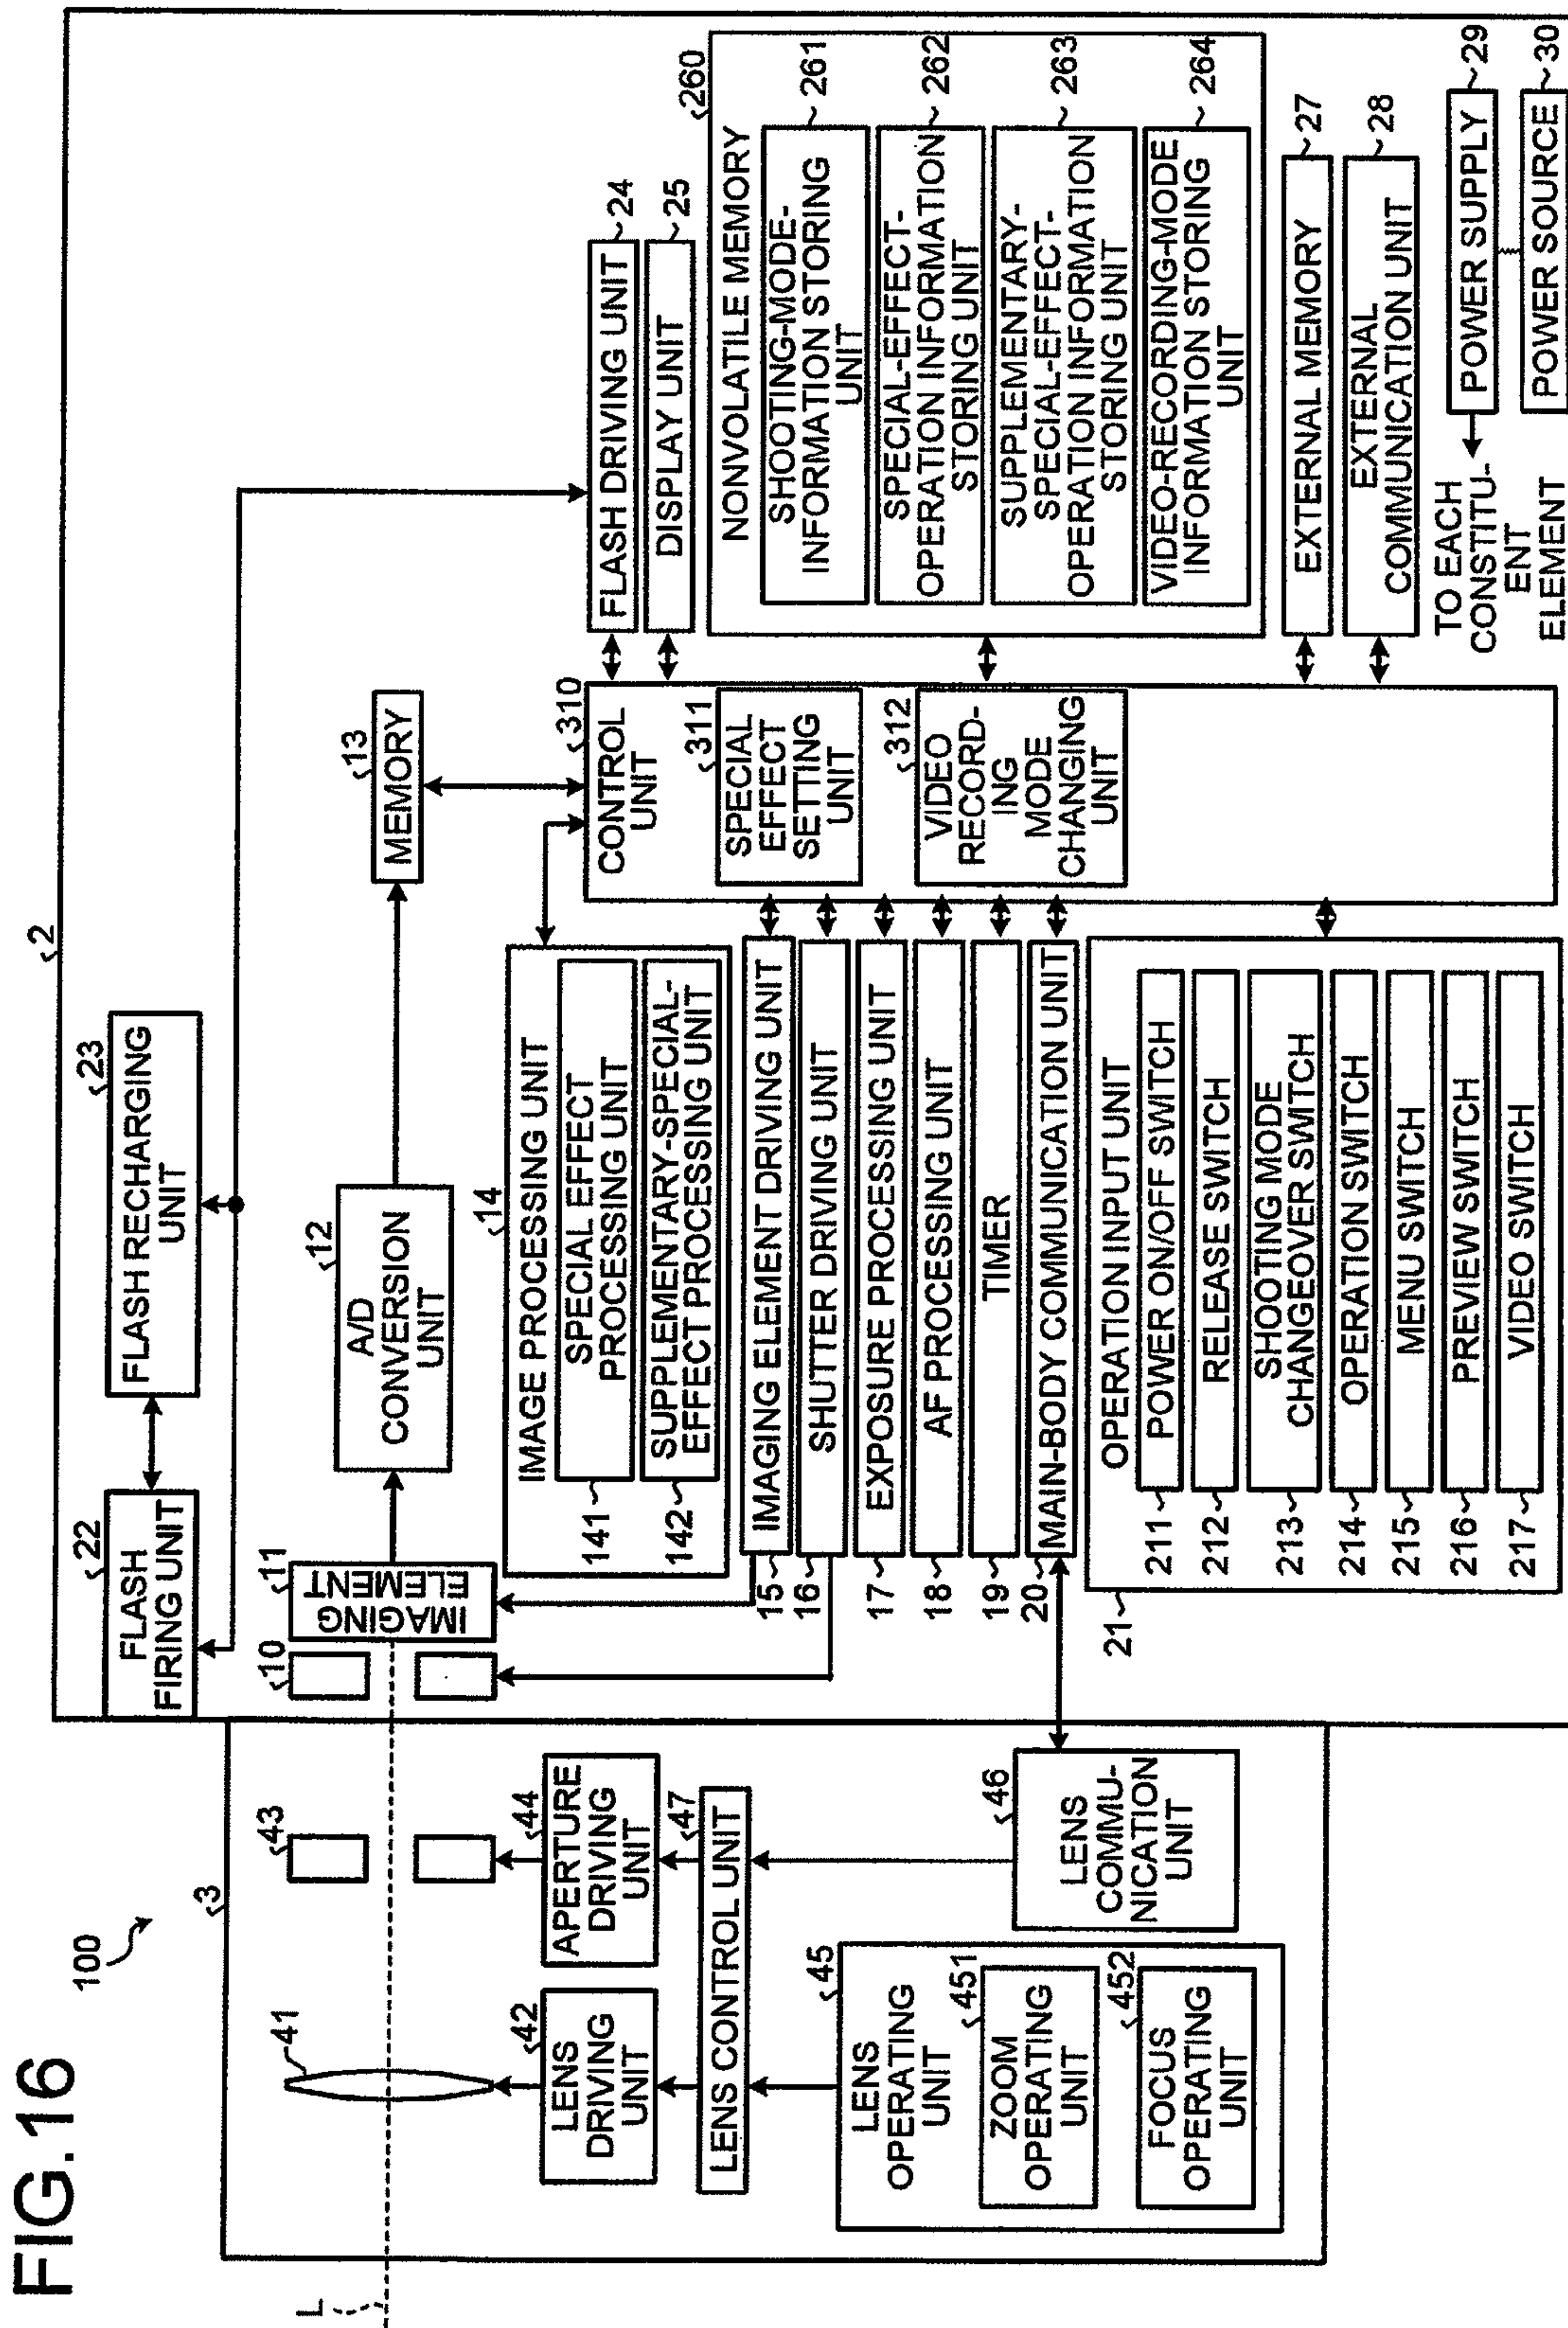 FIG.16
100
L
3
41
43
42
LENS
DRIVING
UNIT
44
APERTURE
DRIVING
UNIT
47
LENS CONTROL UNIT
45
LENS
OPERATING
UNIT
451
ZOOM
OPERATING
UNIT
452
FOCUS
OPERATING
UNIT
46
LENS
COMMU-
NICATION
UNIT
2
22
FLASH
FIRING UNIT
23
FLASH RECHARGING
UNIT
10
11
IMAGING
ELEMENT
12
A/D
CONVERSION
UNIT
13
MEMORY
14
IMAGE PROCESSING UNIT
141
SPECIAL EFFECT
PROCESSING UNIT
142
SUPPLEMENTARY-SPECIAL-
EFFECT PROCESSING UNIT
15
IMAGING ELEMENT DRIVING UNIT
16
SHUTTER DRIVING UNIT
17
EXPOSURE PROCESSING UNIT
18
AF PROCESSING UNIT
19
TIMER
20
MAIN-BODY COMMUNICATION UNIT
21
OPERATION INPUT UNIT
211
POWER ON/OFF SWITCH
212
RELEASE SWITCH
213
SHOOTING MODE
CHANGEOVER SWITCH
214
OPERATION SWITCH
215
MENU SWITCH
216
PREVIEW SWITCH
217
VIDEO SWITCH
310
CONTROL
UNIT
311
SPECIAL
EFFECT
SETTING
UNIT
312
VIDEO
RECORD-
ING
MODE
CHANGING
UNIT
FLASH DRIVING UNIT
24
DISPLAY UNIT
25
260
NONVOLATILE MEMORY
SHOOTING-MODE-
INFORMATION STORING
UNIT
261
SPECIAL-EFFECT-
OPERATION INFORMATION
STORING UNIT
262
SUPPLEMENTARY-
SPECIAL-EFFECT-
OPERATION INFORMATION
STORING UNIT
263
VIDEO-RECORDING-MODE
INFORMATION STORING
UNIT
264
EXTERNAL MEMORY
27
EXTERNAL
COMMUNICATION UNIT
28
TO EACH
CONSTITU-
ENT
ELEMENT
POWER SUPPLY
29
POWER SOURCE
30